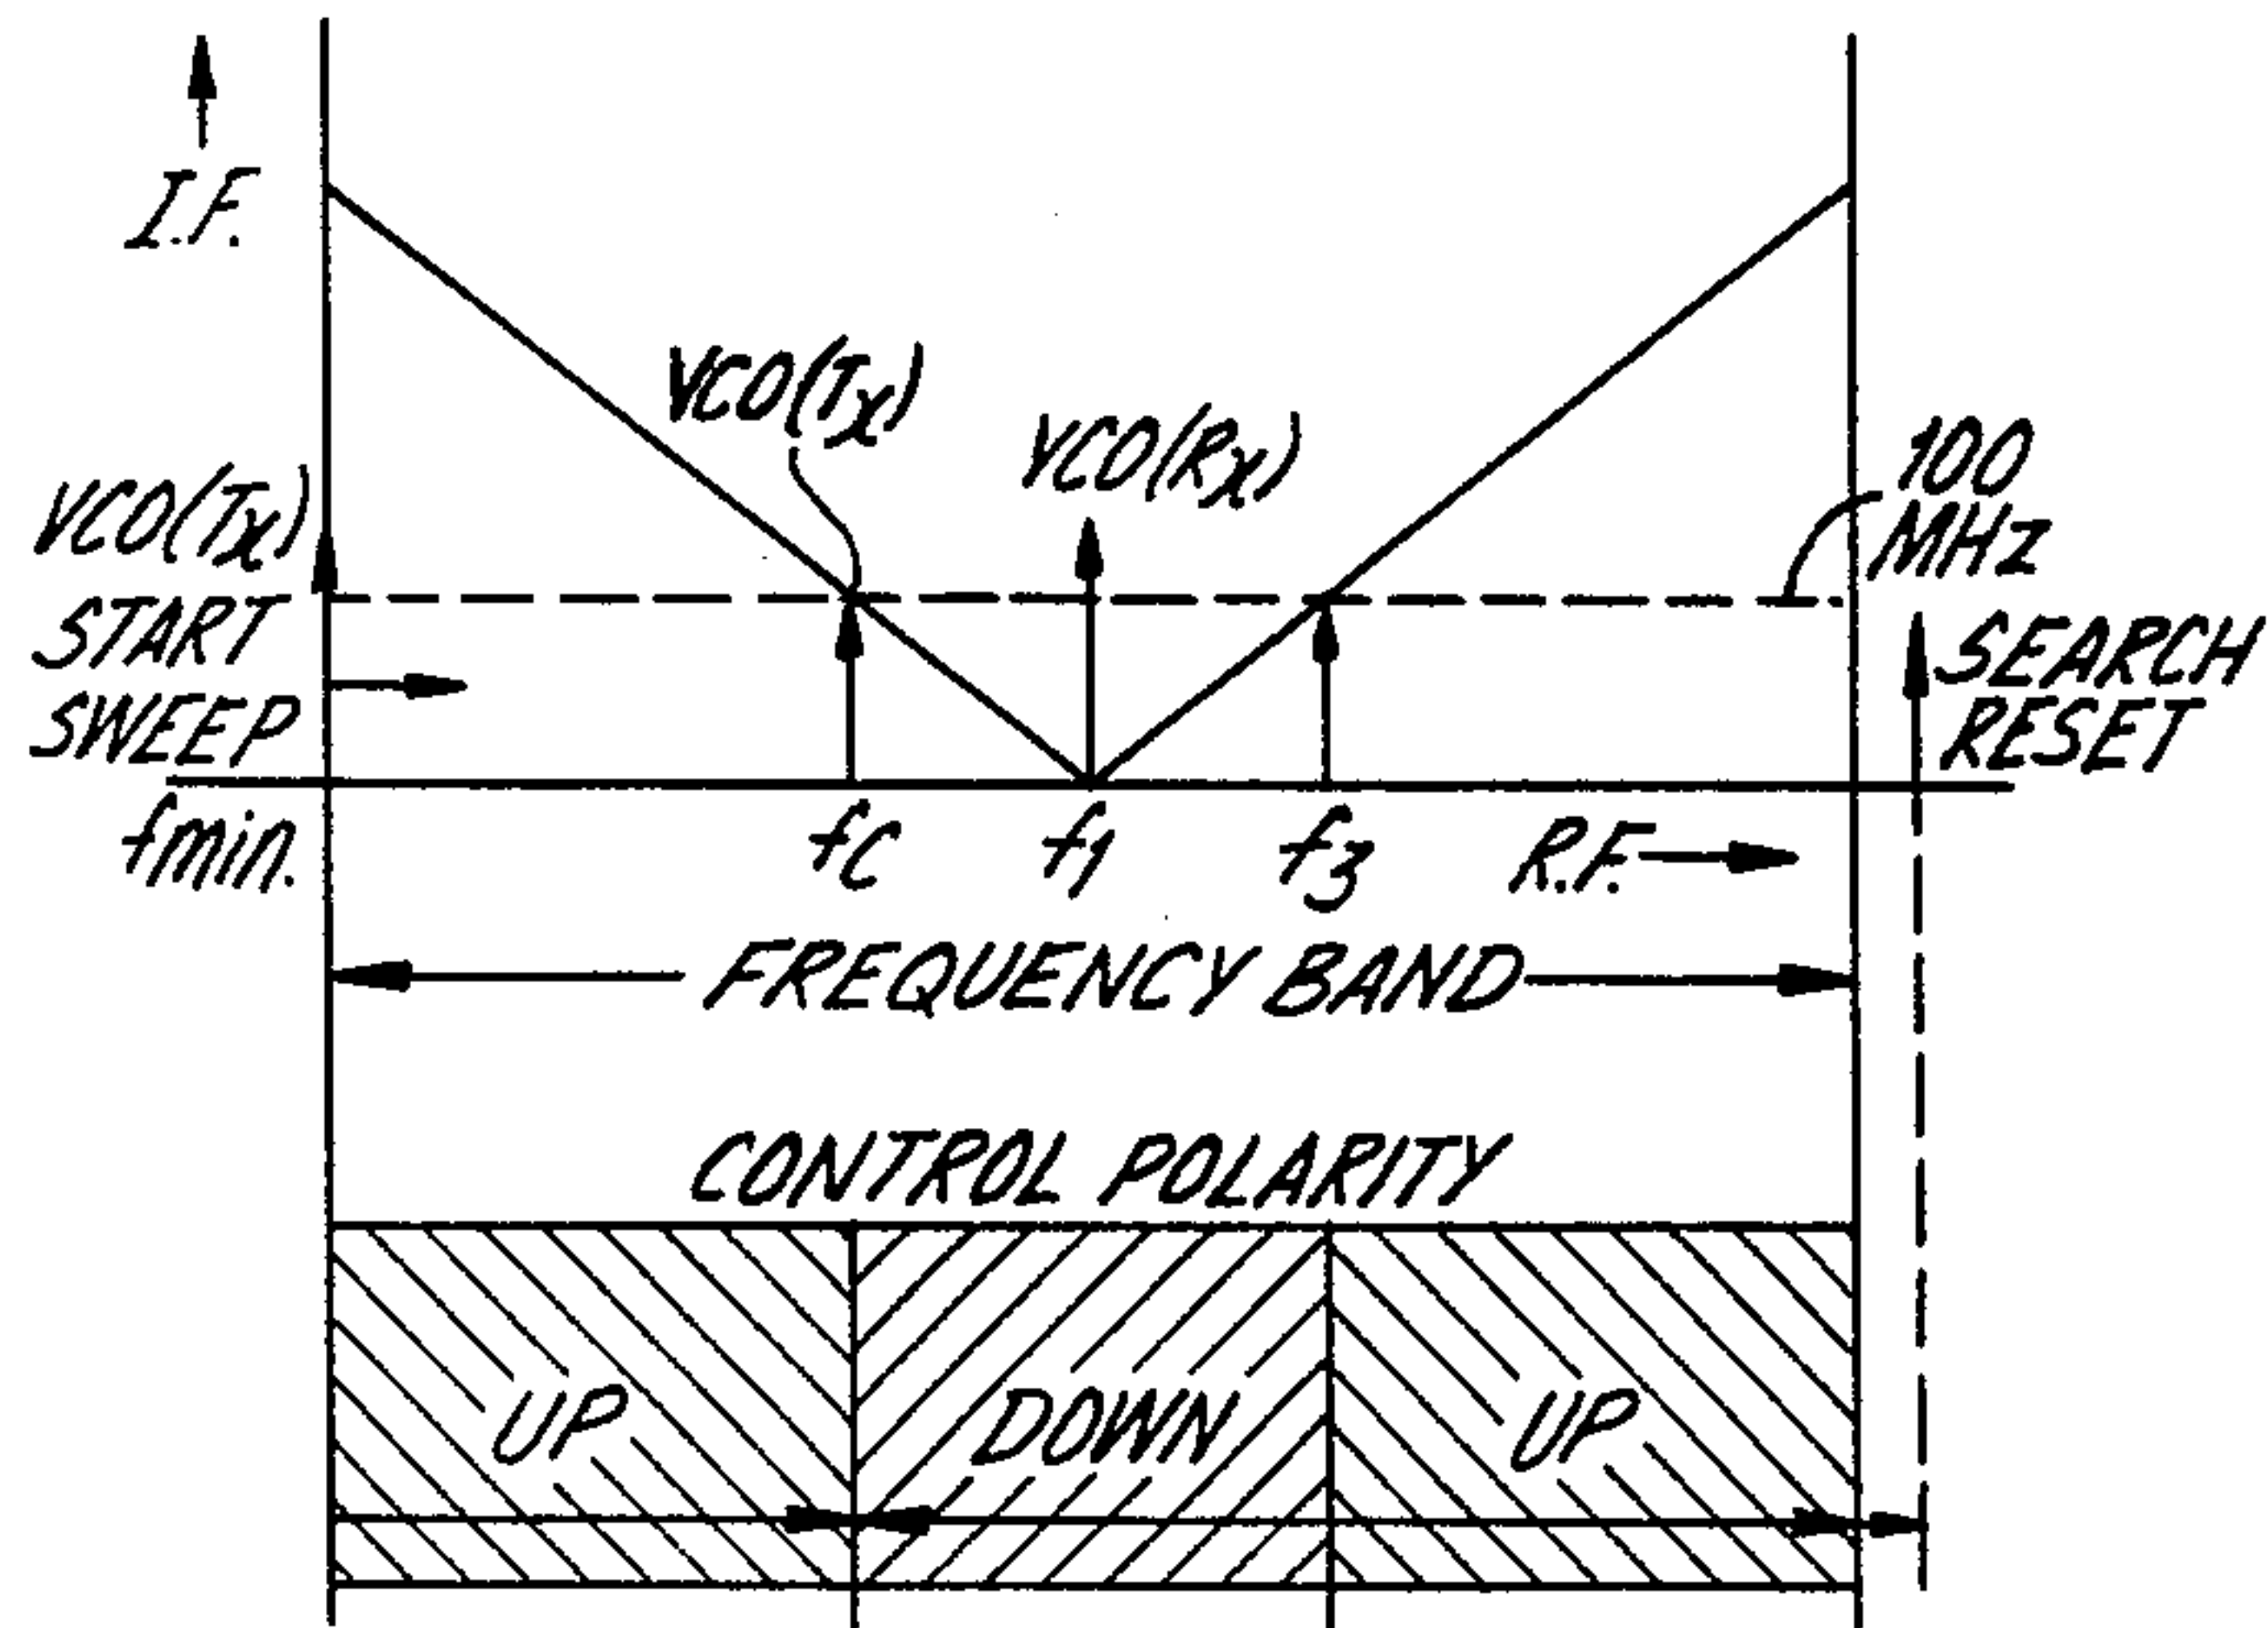 I.F.
VCO(Tx)
VCO(Rx)
100
MHz
VCO(Tx)
START
SWEEP
SEARCH
RESET
fmin.
fc
f1
f3
R.F.
FREQUENCY BAND
CONTROL POLARITY
UP
DOWN
UP